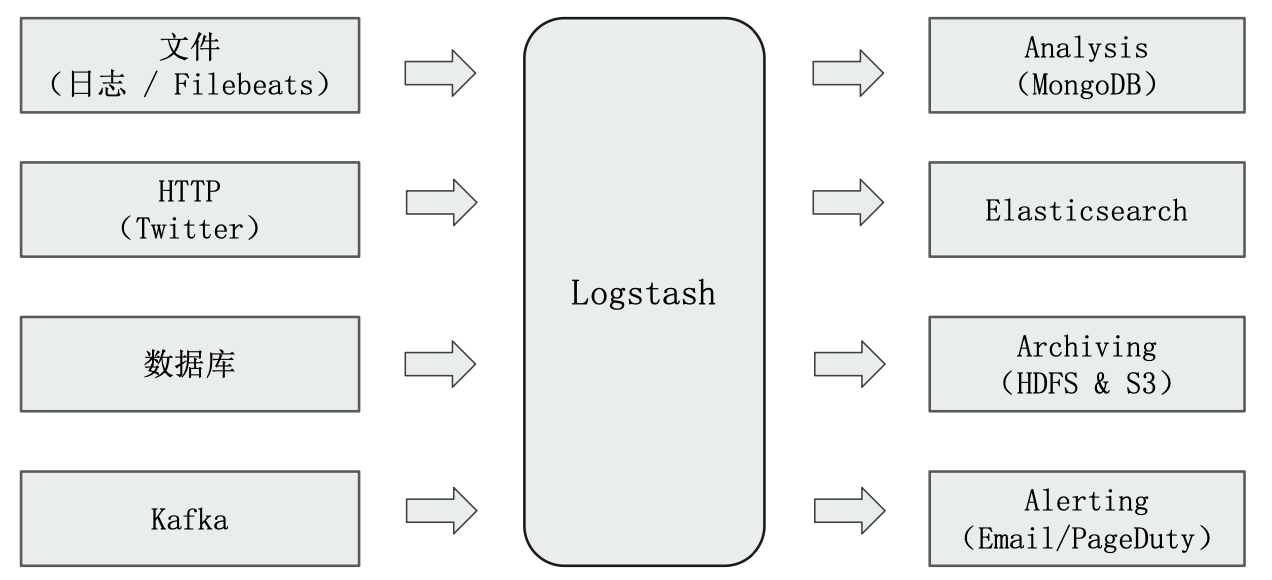 文件
（日志 / Filebeats）
HTTP
（Twitter）
数据库
Kafka
Logstash
Analysis
（MongoDB）
Elasticsearch
Archiving
（HDFS & S3）
Alerting
（Email/PageDuty）